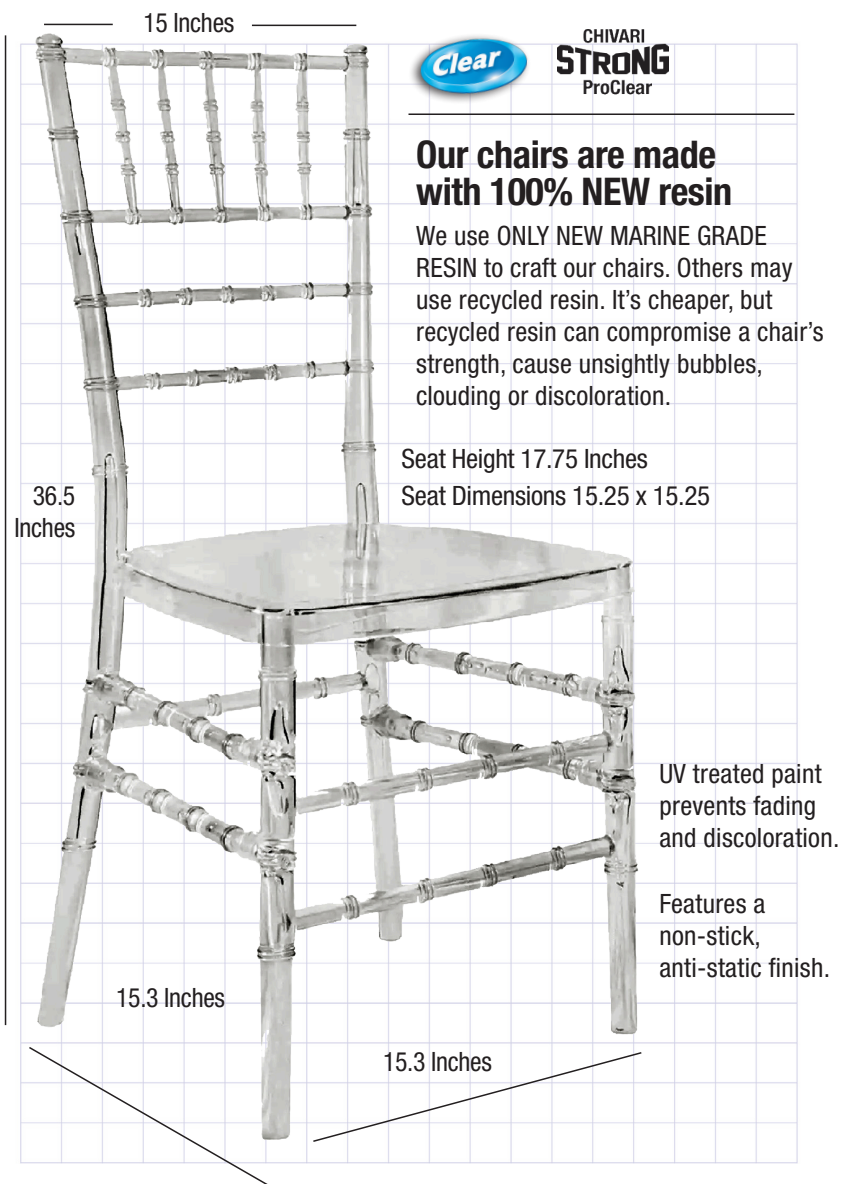 15 Inches
Clear
CHIVARI
STRONG
ProClear
Our chairs are made
with 100% NEW resin
We use ONLY NEW MARINE GRADE
RESIN to craft our chairs. Others may
use recycled resin. It’s cheaper, but
recycled resin can compromise a chair’s
strength, cause unsightly bubbles,
clouding or discoloration.
Seat Height 17.75 Inches
Seat Dimensions 15.25 x 15.25
36.5
Inches
UV treated paint
prevents fading
and discoloration.
Features a
non-stick,
anti-static finish.
15.3 Inches
15.3 Inches